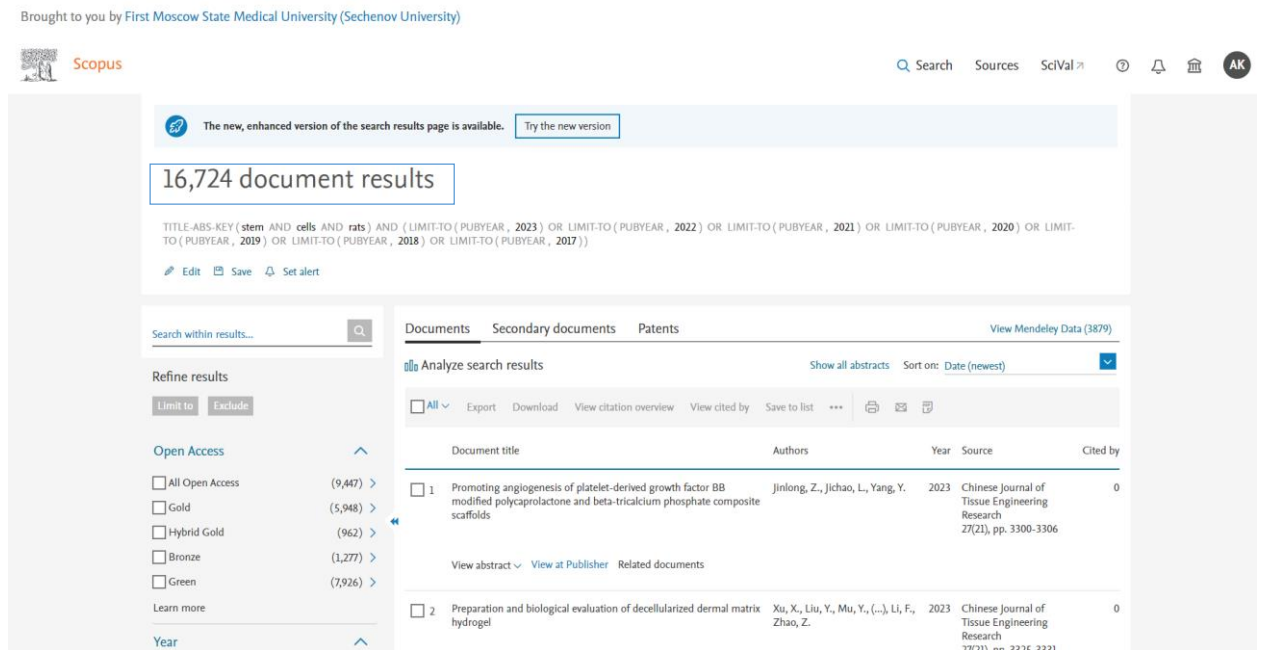 Brought to you by First Moscow State Medical University (Sechenov University)
Scopus
Search Sources SciVal AK
The new, enhanced version of the search results page is available. Try the new version
16,724 document results
TITLE-ABS-KEY ( stem AND cells AND rats ) AND ( LIMIT-TO ( PUBYEAR , 2023 ) OR LIMIT-TO ( PUBYEAR , 2022 ) OR LIMIT-TO ( PUBYEAR , 2021 ) OR LIMIT-TO ( PUBYEAR , 2020 ) OR LIMIT-
TO ( PUBYEAR , 2019 ) OR LIMIT-TO ( PUBYEAR , 2018 ) OR LIMIT-TO ( PUBYEAR , 2017 ) )
Edit Save Set alert
Search within results...
Refine results
Limit to Exclude
Open Access
All Open Access (9,447)
Gold (5,948)
Hybrid Gold (962)
Bronze (1,277)
Green (7,926)
Learn more
Year
Documents Secondary documents Patents View Mendeley Data (3879)
Analyze search results Show all abstracts Sort on: Date (newest)
All Export Download View citation overview View cited by Save to list •••
Document title Authors Year Source Cited by
1 Promoting angiogenesis of platelet-derived growth factor BB Jinlong, Z., Jichao, L., Yang, Y. 2023 Chinese Journal of 0
modified polycaprolactone and beta-tricalcium phosphate composite Tissue Engineering
scaffolds Research
27(21), pp. 3300-3306
View abstract View at Publisher Related documents
2 Preparation and biological evaluation of decellularized dermal matrix Xu, X., Liu, Y., Mu, Y., (...), Li, F., 2023 Chinese Journal of 0
hydrogel Zhao, Z. Tissue Engineering
Research
27(21), pp. 3325-3331